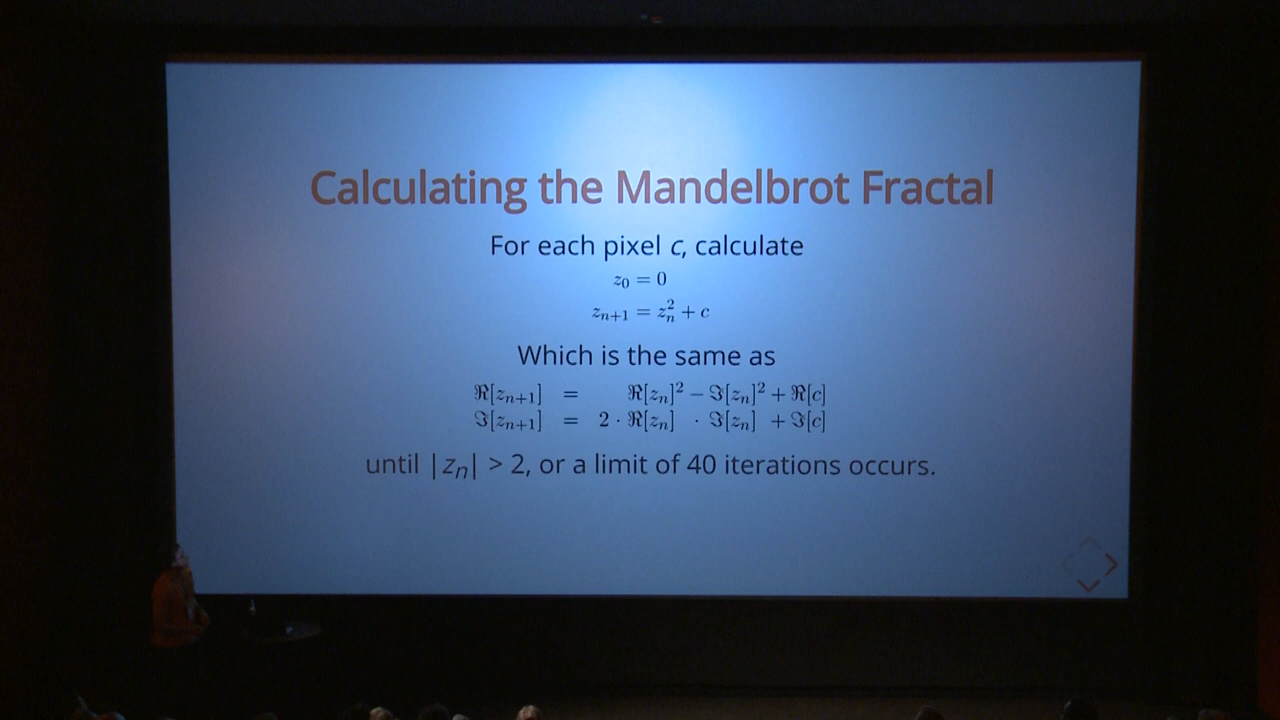 Calculating the Mandelbrot Fractal
For each pixel c, calculate
z₀ = 0
zₙ₊₁ = zₙ² + c
Which is the same as
ℜ[zₙ₊₁] = ℜ[zₙ]² − ℑ[zₙ]² + ℜ[c]
ℑ[zₙ₊₁] = 2 · ℜ[zₙ] · ℑ[zₙ] + ℑ[c]
until |zₙ| > 2, or a limit of 40 iterations occurs.